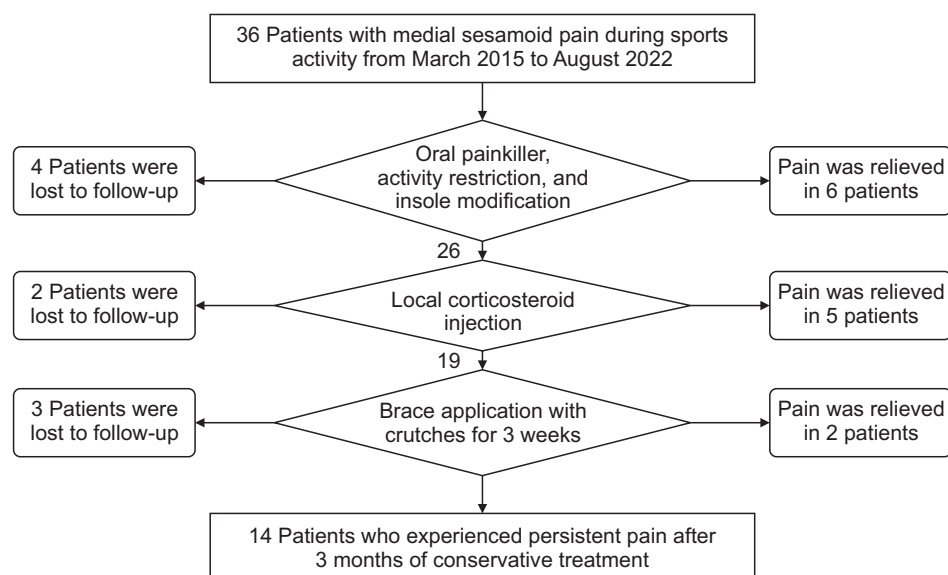 36 Patients with medial sesamoid pain during sports
activity from March 2015 to August 2022
4 Patients were
lost to follow-up
Oral painkiller,
activity restriction, and
insole modification
Pain was relieved
in 6 patients
26
2 Patients were
lost to follow-up
Local corticosteroid
injection
Pain was relieved
in 5 patients
19
3 Patients were
lost to follow-up
Brace application with
crutches for 3 weeks
Pain was relieved
in 2 patients
14 Patients who experienced persistent pain after
3 months of conservative treatment